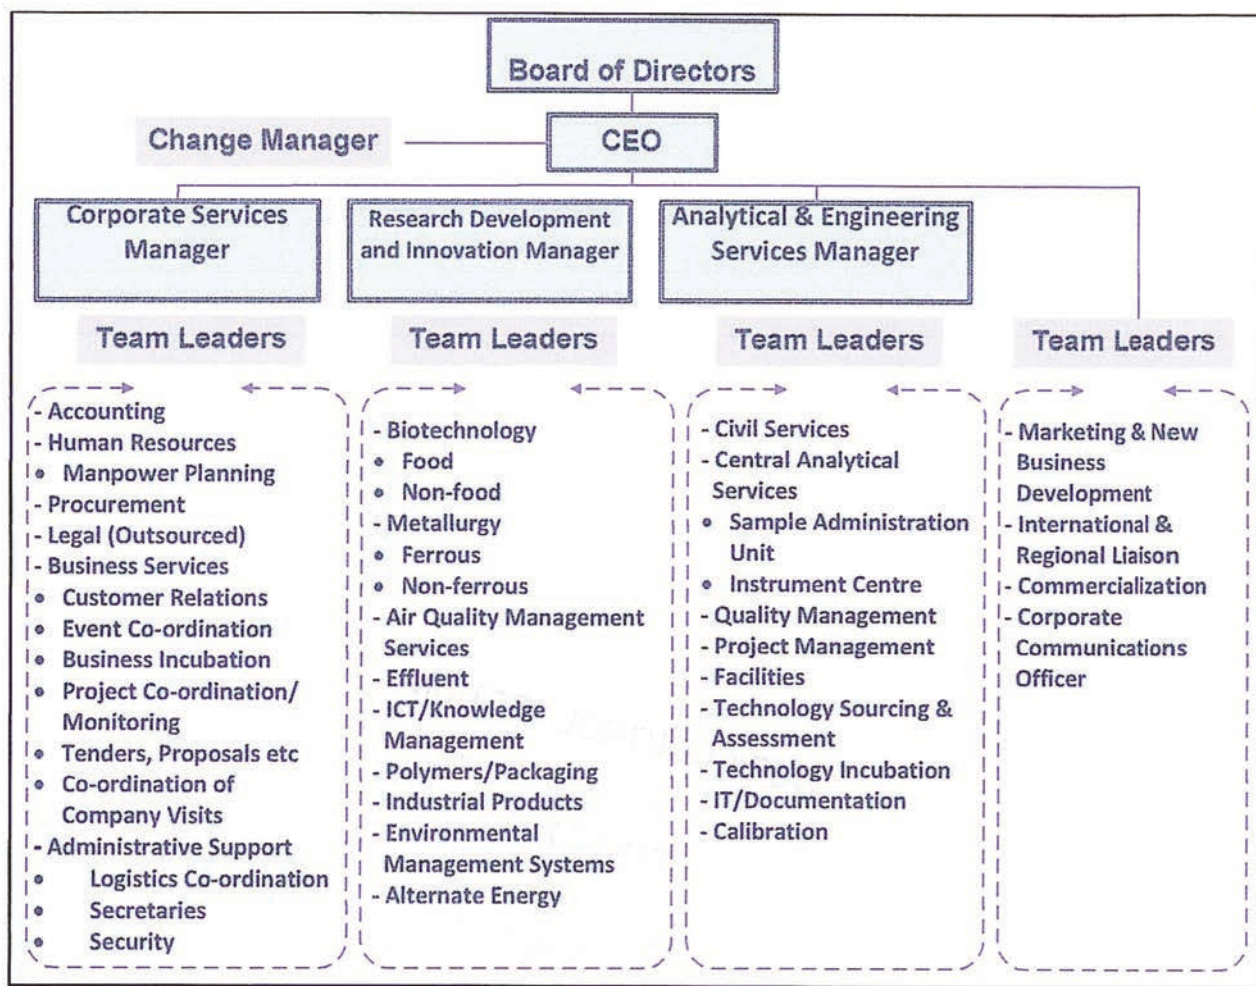 Board of Directors
Change Manager
CEO
Corporate Services
Manager
Research Development
and Innovation Manager
Analytical & Engineering
Services Manager
Team Leaders
Team Leaders
Team Leaders
Team Leaders
- Accounting
- Human Resources
• Manpower Planning
- Procurement
- Legal (Outsourced)
- Business Services
• Customer Relations
• Event Co-ordination
• Business Incubation
• Project Co-ordination/
Monitoring
• Tenders, Proposals etc
• Co-ordination of
Company Visits
- Administrative Support
• Logistics Co-ordination
• Secretaries
• Security
- Biotechnology
• Food
• Non-food
- Metallurgy
• Ferrous
• Non-ferrous
- Air Quality Management
Services
- Effluent
- ICT/Knowledge
Management
- Polymers/Packaging
- Industrial Products
- Environmental
Management Systems
- Alternate Energy
- Civil Services
- Central Analytical
Services
• Sample Administration
Unit
• Instrument Centre
- Quality Management
- Project Management
- Facilities
- Technology Sourcing &
Assessment
- Technology Incubation
- IT/Documentation
- Calibration
- Marketing & New
Business
Development
- International &
Regional Liaison
- Commercialization
- Corporate
Communications
Officer